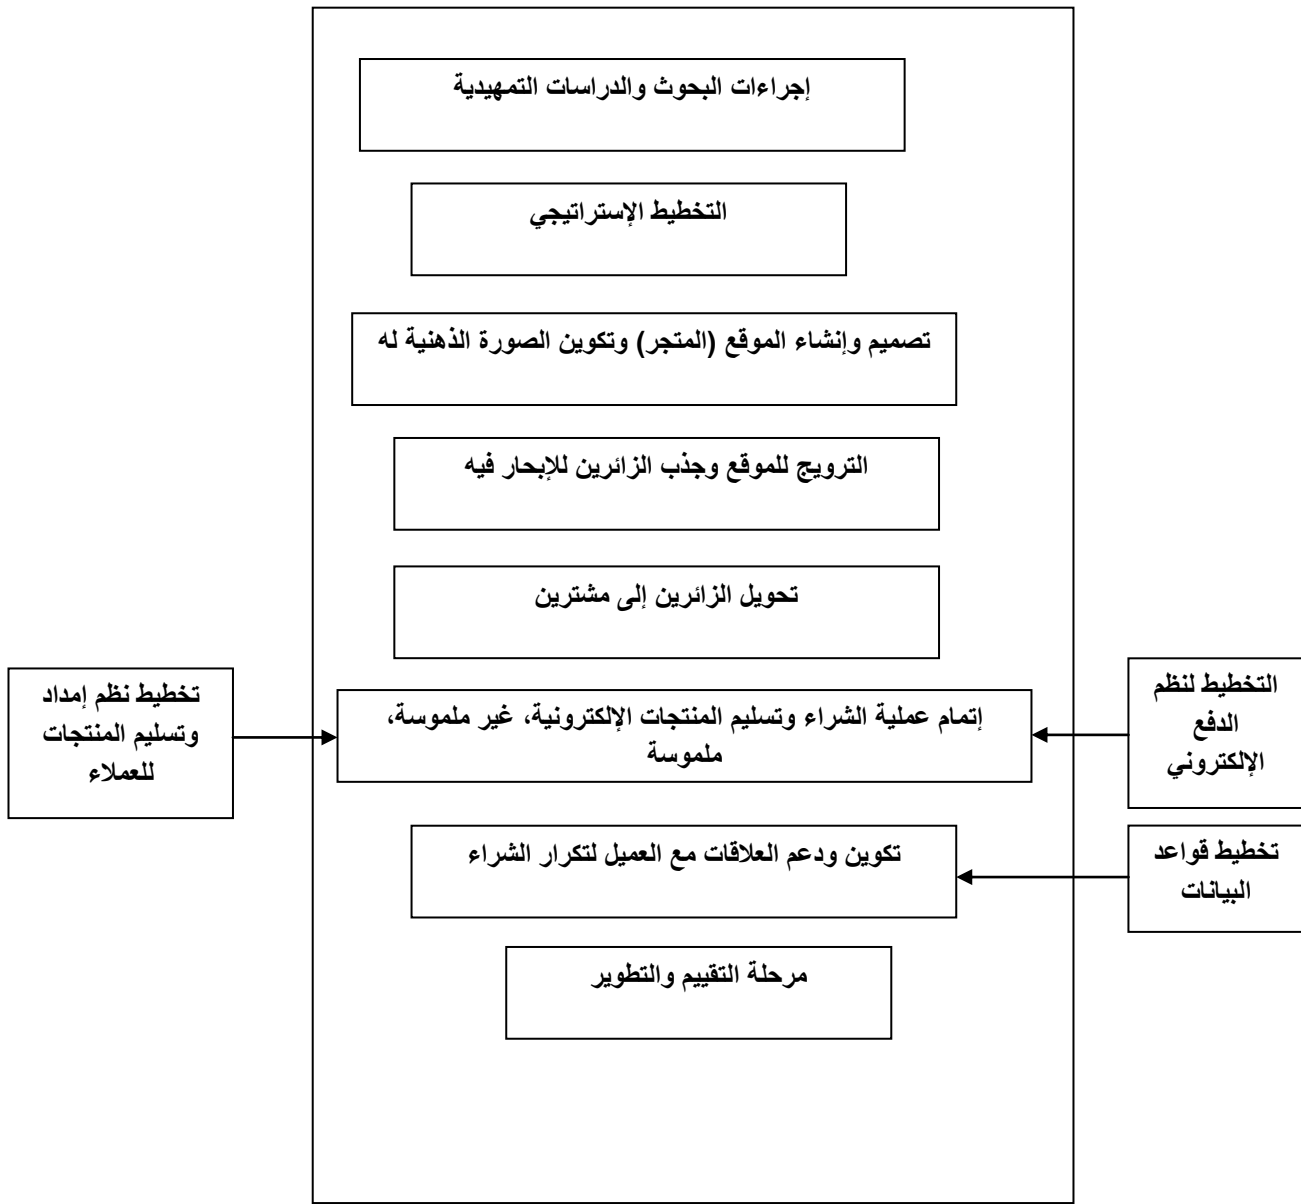 إجراءات البحوث والدراسات التمهيدية
التخطيط الإستراتيجي
تصميم وإنشاء الموقع (المتجر) وتكوين الصورة الذهنية له
الترويج للموقع وجذب الزائرين للإبحار فيه
تحويل الزائرين إلى مشترين
التخطيط لنظم
الدفع
الإلكتروني
إتمام عملية الشراء وتسليم المنتجات الإلكترونية، غير ملموسة،
ملموسة
تخطيط نظم إمداد
وتسليم المنتجات
للعملاء
تخطيط قواعد
البيانات
تكوين ودعم العلاقات مع العميل لتكرار الشراء
مرحلة التقييم والتطوير